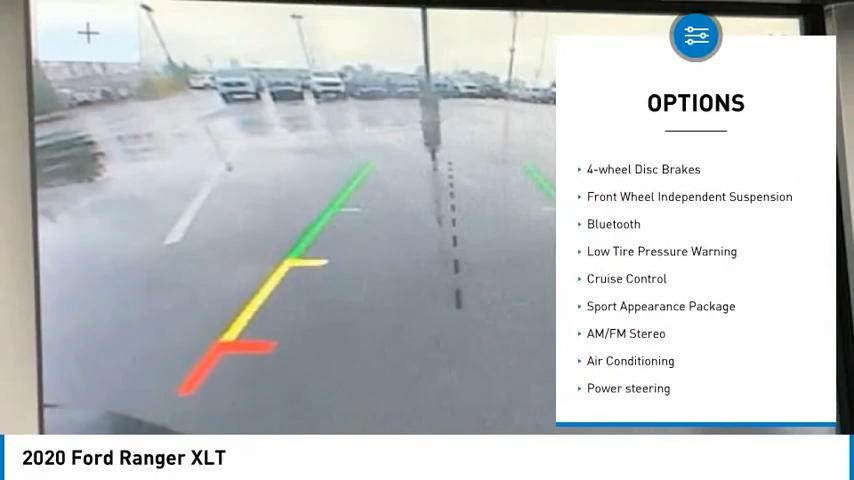 OPTIONS
4-wheel Disc Brakes
Front Wheel Independent Suspension
Bluetooth
Low Tire Pressure Warning
Cruise Control
Sport Appearance Package
AM/FM Stereo
Air Conditioning
Power steering
2020 Ford Ranger XLT